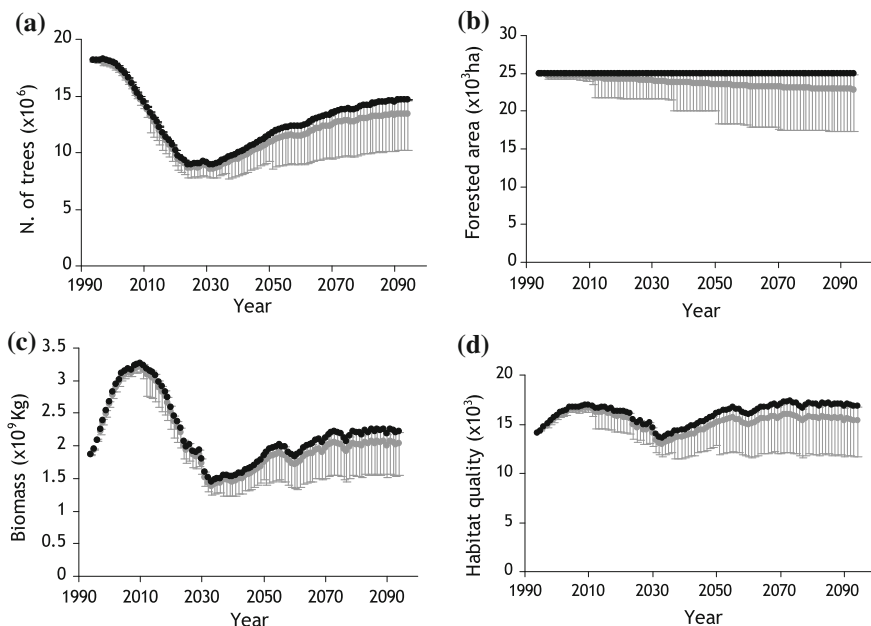 (a)
N. of trees (x10⁶)
20
15
10
5
0
1990 2010 2030 2050 2070 2090
Year
(b)
Forested area (x10³ha)
30
25
20
15
10
5
0
1990 2010 2030 2050 2070 2090
Year
(c)
Biomass (x10⁹Kg)
3.5
3
2.5
2
1.5
1
0.5
0
1990 2010 2030 2050 2070 2090
Year
(d)
Habitat quality (x10³)
20
15
10
5
0
1990 2010 2030 2050 2070 2090
Year